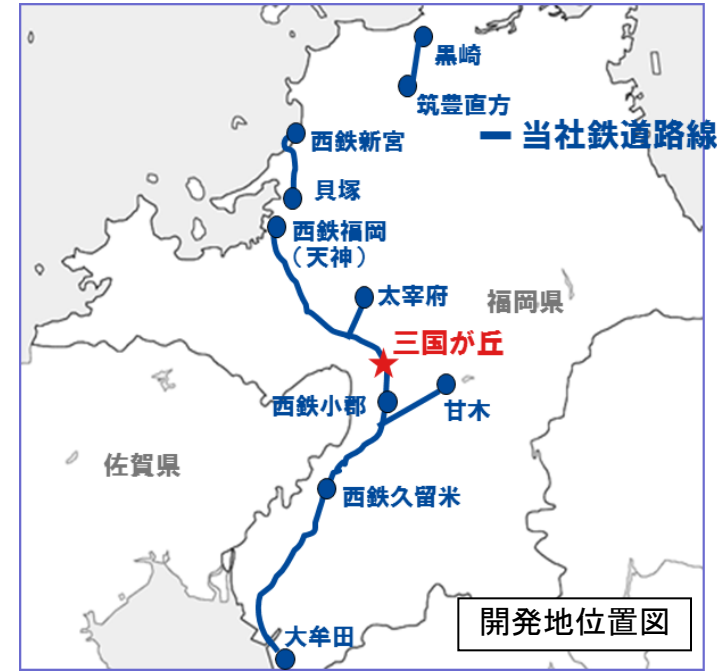 黒崎
筑豊直方
当社鉄道路線
西鉄新宮
貝塚
西鉄福岡
（天神）
太宰府
福岡県
三国が丘
西鉄小郡
甘木
佐賀県
西鉄久留米
大牟田
開発地位置図